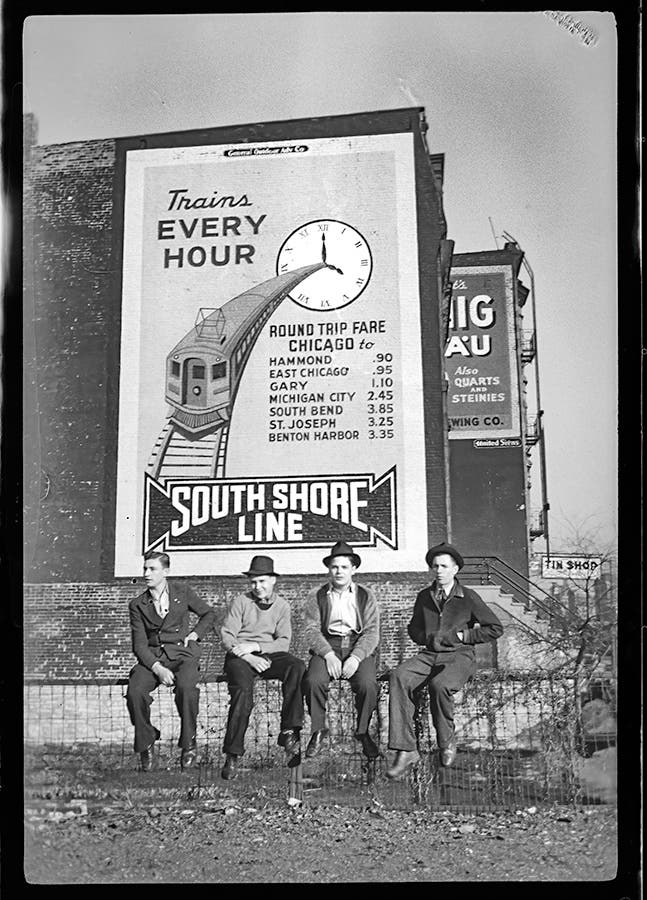 General Outdoor Adv Co
Trains
EVERY
HOUR
XII
ROUND TRIP FARE
CHICAGO to
HAMMOND .90
EAST CHICAGO .95
GARY 1.10
MICHIGAN CITY 2.45
SOUTH BEND 3.85
ST. JOSEPH 3.25
BENTON HARBOR 3.35
SOUTH SHORE
LINE
IG
A'U
Also
QUARTS
AND
STEINIES
WING CO.
United Signs
TIN SHOP